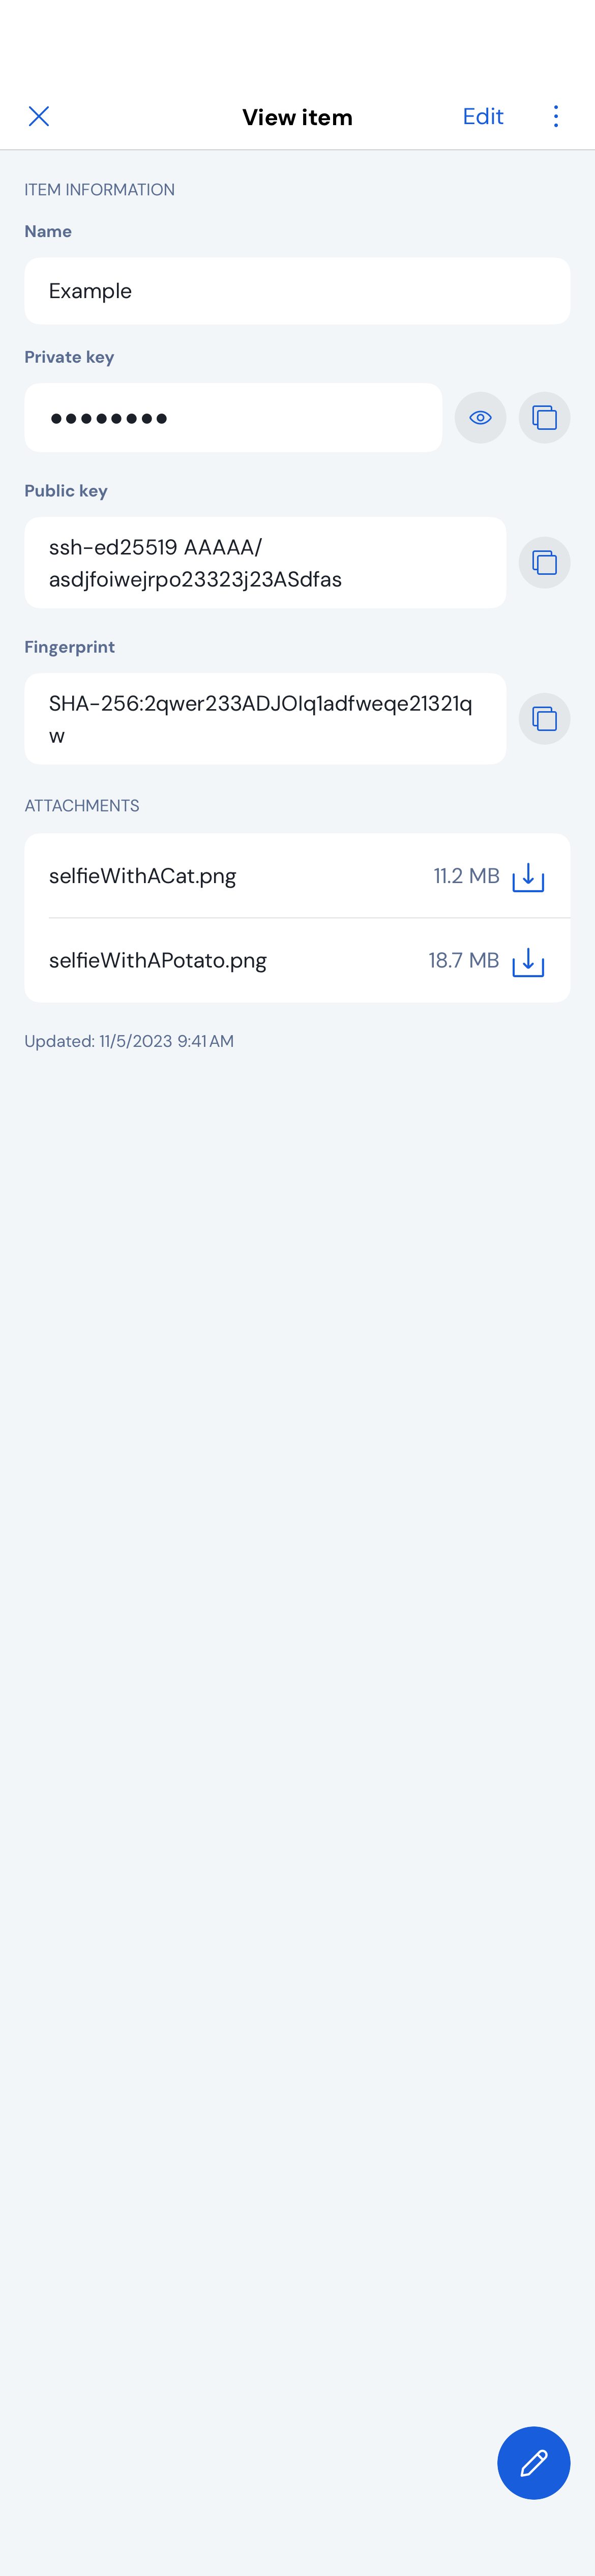 View item
Edit
ITEM INFORMATION
Name
Example
Private key
●●●●●●●●
Public key
ssh-ed25519 AAAAA/
asdjfoiwejrpo23323j23ASdfas
Fingerprint
SHA-256:2qwer233ADJOIq1adfweqe21321q
w
ATTACHMENTS
selfieWithACat.png 11.2 MB
selfieWithAPotato.png 18.7 MB
Updated: 11/5/2023 9:41 AM